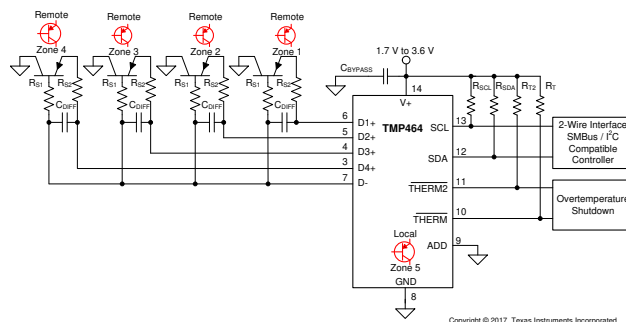 Remote
Zone 4
Remote
Zone 3
Remote
Zone 2
Remote
Zone 1
RS1
RS2
CDIFF
RS1
RS2
CDIFF
RS1
RS2
CDIFF
RS1
RS2
CDIFF
1.7 V to 3.6 V
CBYPASS
14
V+
RSCL
RSDA
RT2
RT
TMP464
6
D1+
5
D2+
4
D3+
3
D4+
7
D-
SCL
13
SDA
12
THERM2
11
THERM
10
ADD
9
2-Wire Interface
SMBus / I2C
Compatible
Controller
Overtemperature
Shutdown
Local
Zone 5
GND
8
Copyright © 2017, Texas Instruments Incorporated